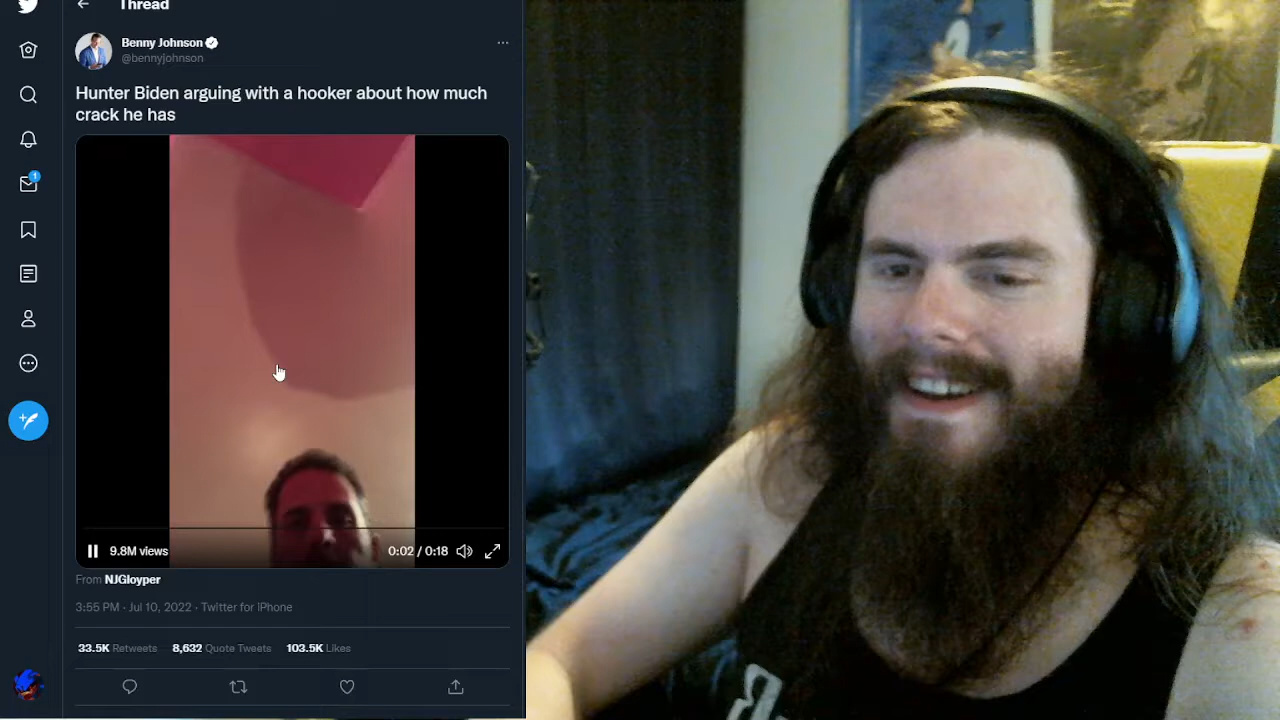 Thread
Benny Johnson
@bennyjohnson
Hunter Biden arguing with a hooker about how much
crack he has
9.8M views
0:02 / 0:18
From NJGloyper
3:55 PM · Jul 10, 2022 · Twitter for iPhone
33.5K Retweets 8,632 Quote Tweets 103.5K Likes
1